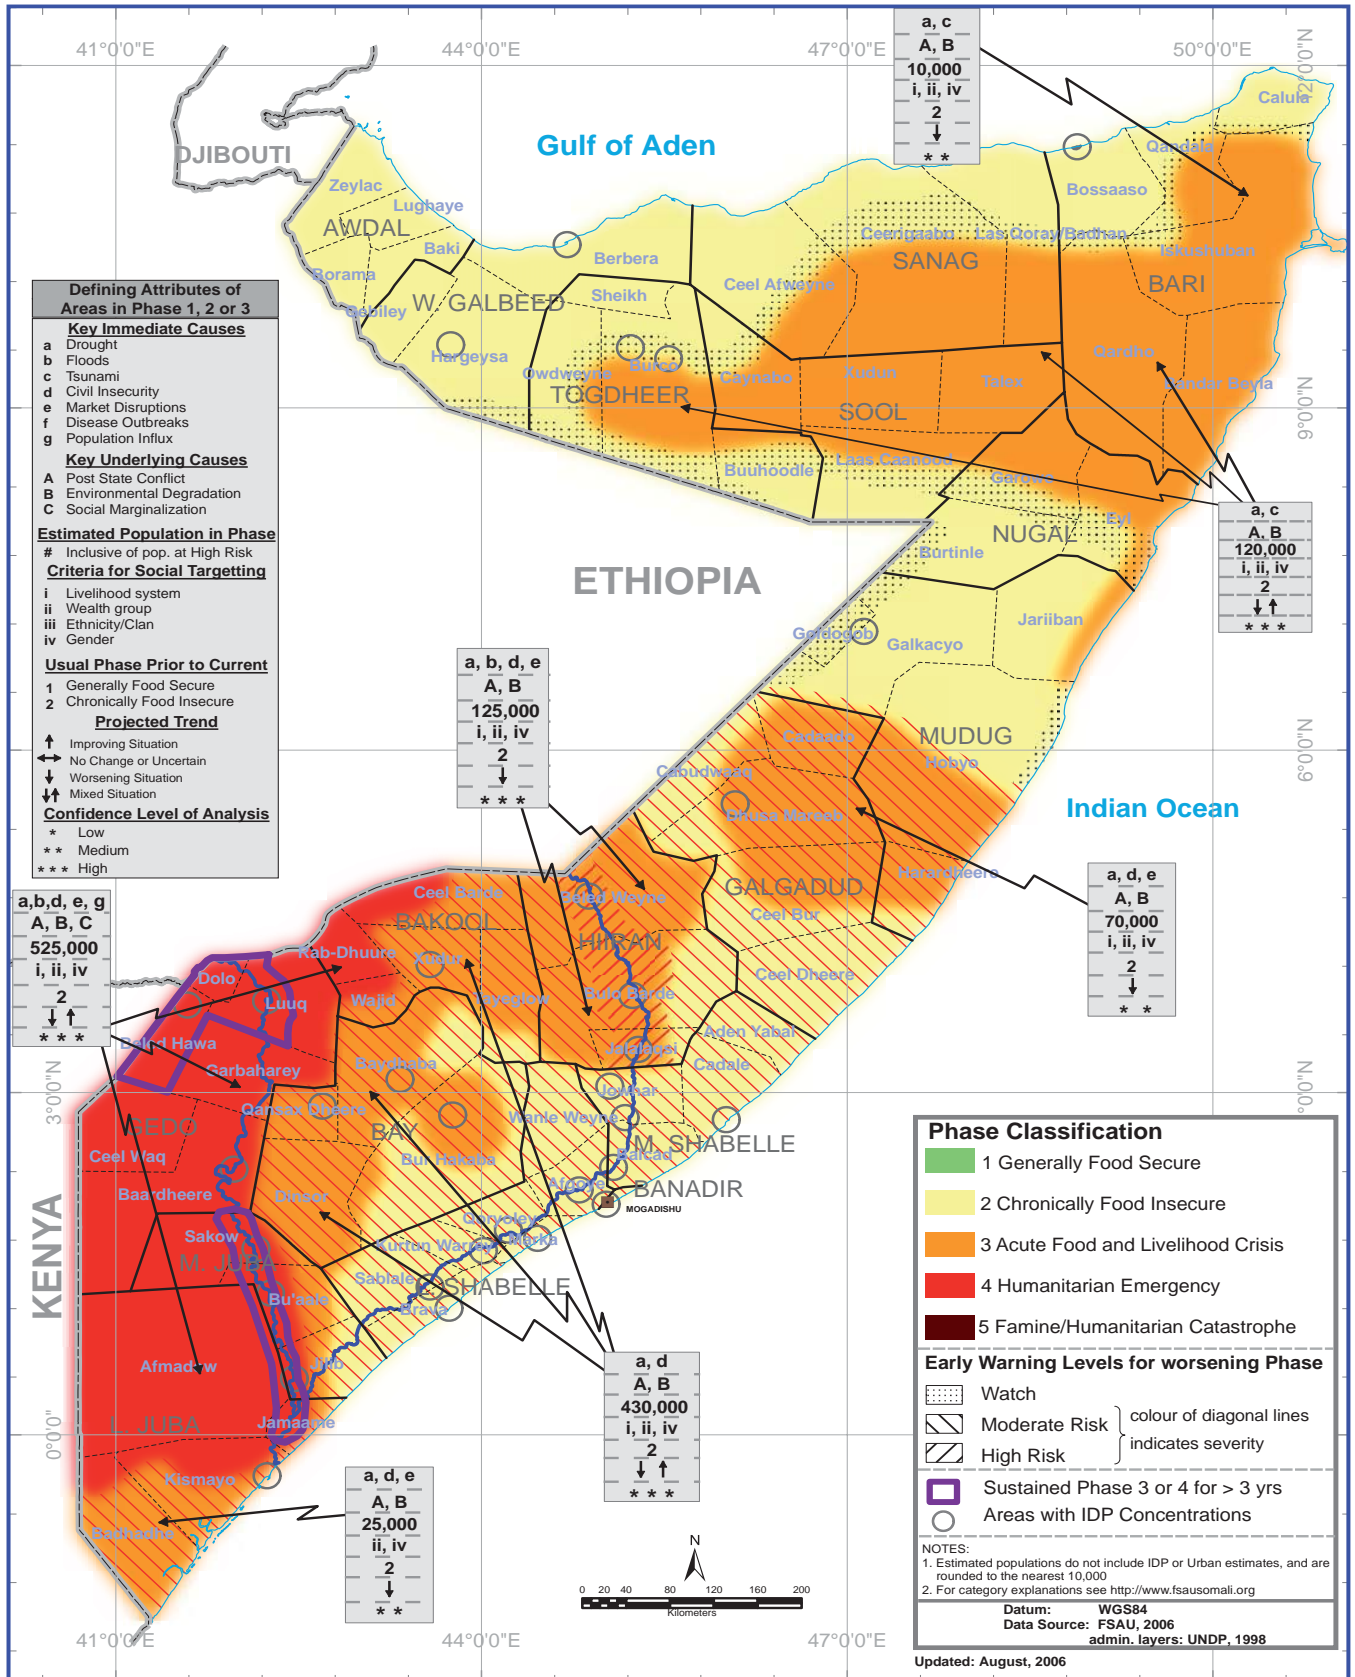 41°0'0"E
44°0'0"E
47°0'0"E
50°0'0"E
2°0'0"N
9°0'0"N
6°0'0"N
3°0'0"N
°0'0"N
0°0'0"
41°0'0"E
44°0'0"E
47°0'0"E
Gulf of Aden
Indian Ocean
DJIBOUTI
ETHIOPIA
KENYA
a, c
A, B
10,000
i, ii, iv
2
* *
Calula
Qandala
Bossaaso
Zeylac
Lughaye
AWDAL
Baki
Borama
Gebiley
W. GALBEED
Hargeysa
Berbera
Sheikh
Burco
Owdweyne
TOGDHEER
Ceel Afweyne
Ceerigaabo
Las Qoray/Badhan
SANAG
Iskushuban
BARI
Qardho
Bandar Beyla
Caynabo
Xudun
Talex
SOOL
Buuhoodle
Laas Caanood
Garowe
Eyl
NUGAL
Burtinle
Jariiban
Goldogob
Galkacyo
MUDUG
Cadaado
Hobyo
Cabudwaaq
Dhusa Mareeb
Harardheere
GALGADUD
Ceel Bur
Ceel Dheere
Defining Attributes of
Areas in Phase 1, 2 or 3
Key Immediate Causes
a Drought
b Floods
c Tsunami
d Civil Insecurity
e Market Disruptions
f Disease Outbreaks
g Population Influx
Key Underlying Causes
A Post State Conflict
B Environmental Degradation
C Social Marginalization
Estimated Population in Phase
# Inclusive of pop. at High Risk
Criteria for Social Targetting
i Livelihood system
ii Wealth group
iii Ethnicity/Clan
iv Gender
Usual Phase Prior to Current
1 Generally Food Secure
2 Chronically Food Insecure
Projected Trend
Improving Situation
No Change or Uncertain
Worsening Situation
Mixed Situation
Confidence Level of Analysis
* Low
* * Medium
* * * High
a, c
A, B
120,000
i, ii, iv
2
* * *
a, b, d, e
A, B
125,000
i, ii, iv
2
* * *
a, d, e
A, B
70,000
i, ii, iv
2
* *
a,b,d, e, g
A, B, C
525,000
i, ii, iv
2
* * *
Ceel Barde
BAKOOL
Rab-Dhuure
Xudur
Wajid
Tayeglow
Beled Weyne
HIIRAN
Bulo Barde
Jalalaqsi
Aden Yabal
Cadale
Jowhar
Dolo
Luuq
Beled Hawa
Garbaharey
GEDO
Ceel Waq
Baardheere
Baydhaba
Qansax Dheere
BAY
Bur Hakaba
Dinsor
Wanle Weyne
M. SHABELLE
Balcad
BANADIR
MOGADISHU
Afgoye
Qoryoley
Marka
Kurtun Warrey
Sablale
SHABELLE
Brava
Sakow
M. JUBA
Bu'aale
Jilib
Afmadow
L. JUBA
Jamaame
Kismayo
Badhadhe
a, d
A, B
430,000
i, ii, iv
2
* * *
a, d, e
A, B
25,000
ii, iv
2
* *
N
0 20 40 80 120 160 200
Kilometers
Phase Classification
1 Generally Food Secure
2 Chronically Food Insecure
3 Acute Food and Livelihood Crisis
4 Humanitarian Emergency
5 Famine/Humanitarian Catastrophe
Early Warning Levels for worsening Phase
Watch
Moderate Risk
High Risk
colour of diagonal lines
indicates severity
Sustained Phase 3 or 4 for > 3 yrs
Areas with IDP Concentrations
NOTES:
1. Estimated populations do not include IDP or Urban estimates, and are
rounded to the nearest 10,000
2. For category explanations see http://www.fsausomali.org
Datum: WGS84
Data Source: FSAU, 2006
admin. layers: UNDP, 1998
Updated: August, 2006